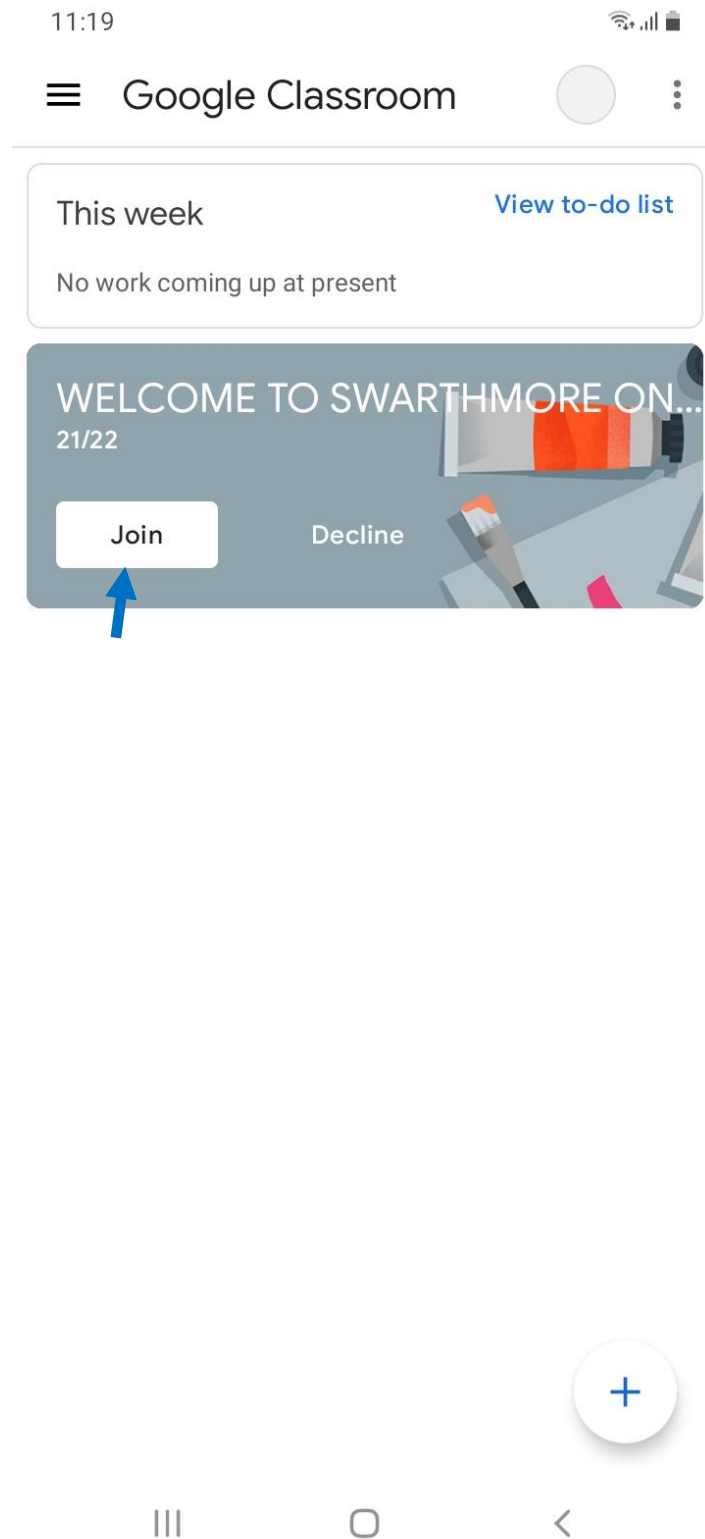 11:19
Google Classroom
This week
View to-do list
No work coming up at present
WELCOME TO SWARTHMORE ON...
21/22
Join
Decline